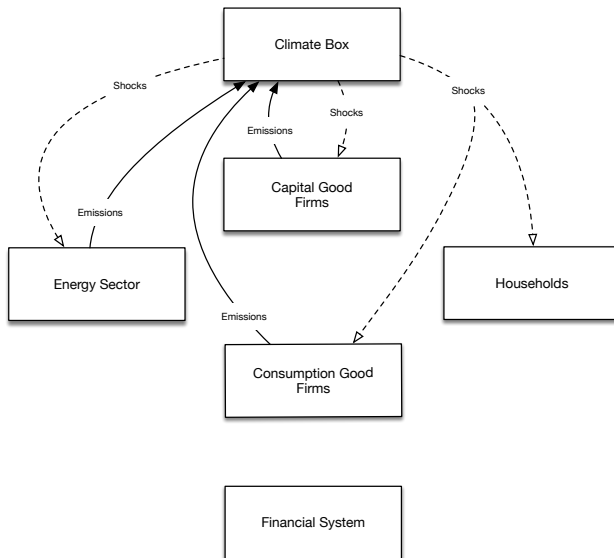 Climate Box
Shocks
Shocks
Shocks
Emissions
Capital Good
Firms
Emissions
Energy Sector
Households
Emissions
Consumption Good
Firms
Financial System